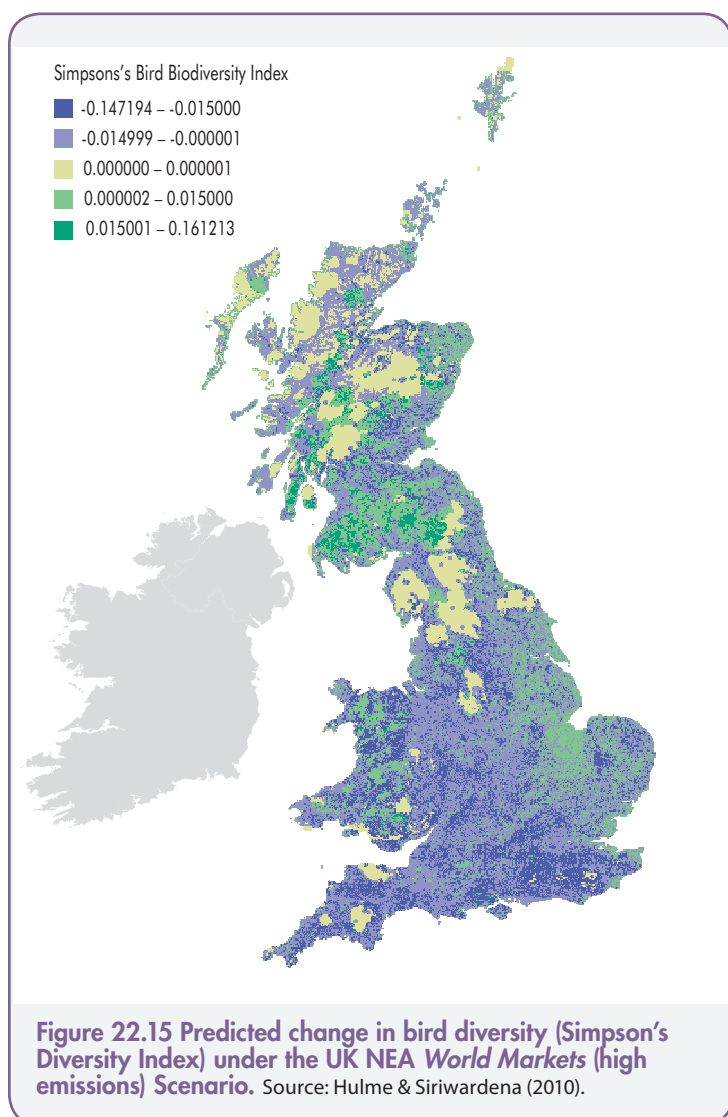 Simpsons's Bird Biodiversity Index
-0.147194 – -0.015000
-0.014999 – -0.000001
0.000000 – 0.000001
0.000002 – 0.015000
0.015001 – 0.161213
Figure 22.15 Predicted change in bird diversity (Simpson's
Diversity Index) under the UK NEA World Markets (high
emissions) Scenario. Source: Hulme & Siriwardena (2010).